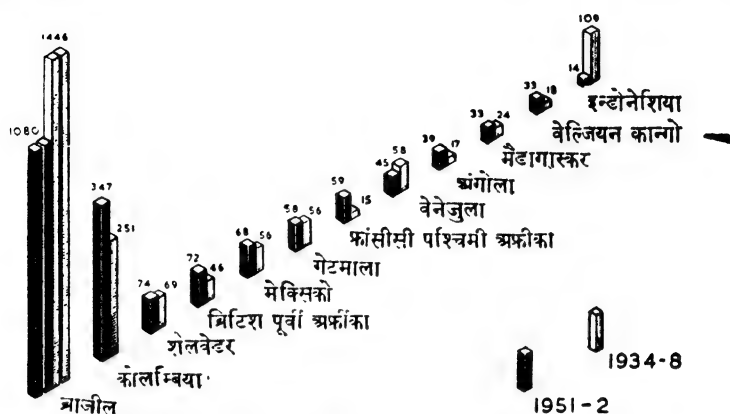 1446
1080
ब्राजील
347
251
कोलम्बिया
74 69
शेलवेडर
72 46
ब्रिटिश पूर्वी अफ्रीका
68 56
मेक्सिको
58 56
गेटमाला
59 15
फ्रांसीसी पश्चिमी अफ्रीका
45 58
वेनेजुला
39 17
अंगोला
33 24
मैडागास्कर
33 18
वेल्जियन कान्गो
14 109
इन्डोनेशिया
1934-8
1951-2